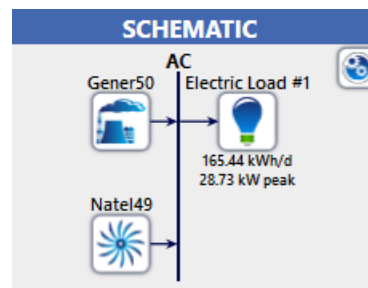 SCHEMATIC
AC
Gener50
Electric Load #1
165.44 kWh/d
28.73 kW peak
Natel49